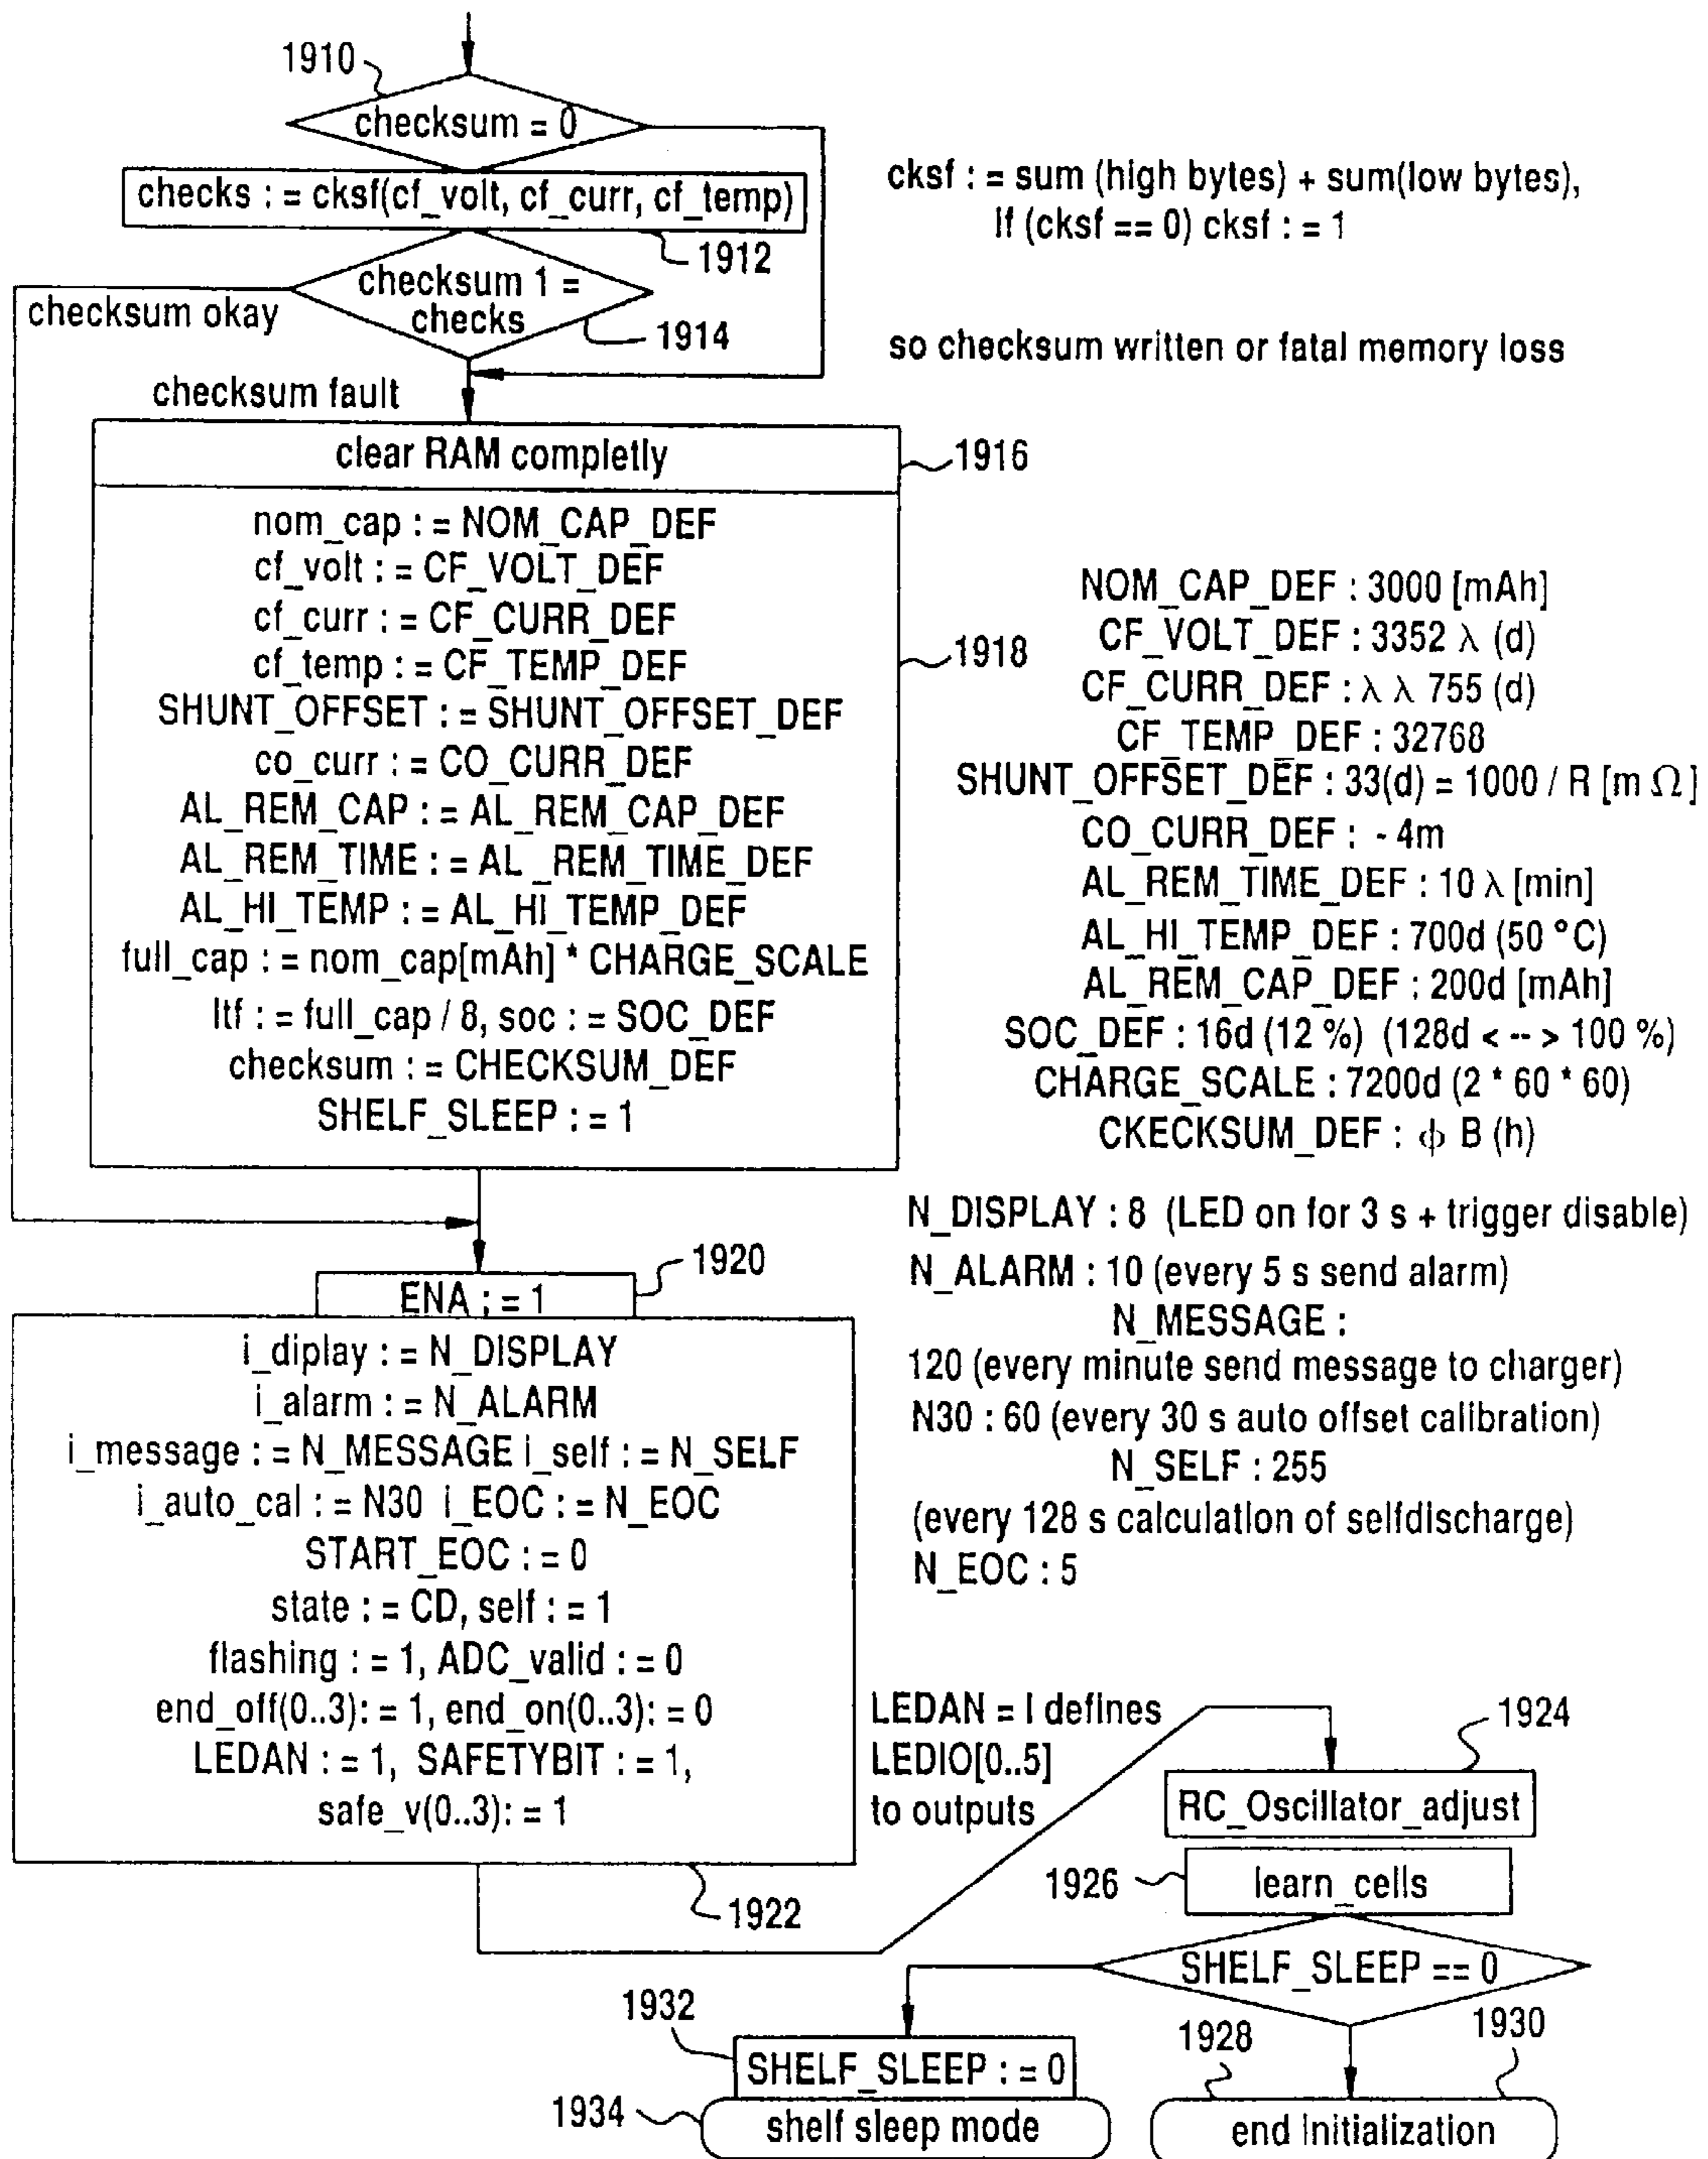 1910
checksum = 0
checks : = cksf(cf_volt, cf_curr, cf_temp)
1912
cksf : = sum (high bytes) + sum(low bytes),
If (cksf == 0) cksf : = 1
checksum 1 =
checks
1914
checksum okay
so checksum written or fatal memory loss
checksum fault
clear RAM completly
1916
nom_cap : = NOM_CAP_DEF
cf_volt : = CF_VOLT_DEF
cf_curr : = CF_CURR_DEF
cf_temp : = CF_TEMP_DEF
SHUNT_OFFSET : = SHUNT_OFFSET_DEF
co_curr : = CO_CURR_DEF
AL_REM_CAP : = AL_REM_CAP_DEF
AL_REM_TIME : = AL _REM_TIME_DEF
AL_HI_TEMP : = AL_HI_TEMP_DEF
full_cap : = nom_cap[mAh] * CHARGE_SCALE
ltf : = full_cap / 8, soc : = SOC_DEF
checksum : = CHECKSUM_DEF
SHELF_SLEEP : = 1
1918
NOM_CAP_DEF : 3000 [mAh]
CF_VOLT_DEF : 3352 λ (d)
CF_CURR_DEF : λ λ 755 (d)
CF_TEMP_DEF : 32768
SHUNT_OFFSET_DEF : 33(d) = 1000 / R [m Ω ]
CO_CURR_DEF : - 4m
AL_REM_TIME_DEF : 10 λ [min]
AL_HI_TEMP_DEF : 700d (50 °C)
AL_REM_CAP_DEF : 200d [mAh]
SOC_DEF : 16d (12 %) (128d < -- > 100 %)
CHARGE_SCALE : 7200d (2 * 60 * 60)
CKECKSUM_DEF : ϕ B (h)
N_DISPLAY : 8 (LED on for 3 s + trigger disable)
N_ALARM : 10 (every 5 s send alarm)
N_MESSAGE :
120 (every minute send message to charger)
N30 : 60 (every 30 s auto offset calibration)
N_SELF : 255
(every 128 s calculation of selfdischarge)
N_EOC : 5
1920
ENA : = 1
i_diplay : = N_DISPLAY
i_alarm : = N_ALARM
i_message : = N_MESSAGE i_self : = N_SELF
i_auto_cal : = N30 i_EOC : = N_EOC
START_EOC : = 0
state : = CD, self : = 1
flashing : = 1, ADC_valid : = 0
end_off(0..3): = 1, end_on(0..3): = 0
LEDAN : = 1, SAFETYBIT : = 1,
safe_v(0..3): = 1
1922
LEDAN = I defines
LEDIO[0..5]
to outputs
1924
RC_Oscillator_adjust
1926
learn_cells
SHELF_SLEEP == 0
1932
SHELF_SLEEP : = 0
1934
shelf sleep mode
1928
1930
end Initialization